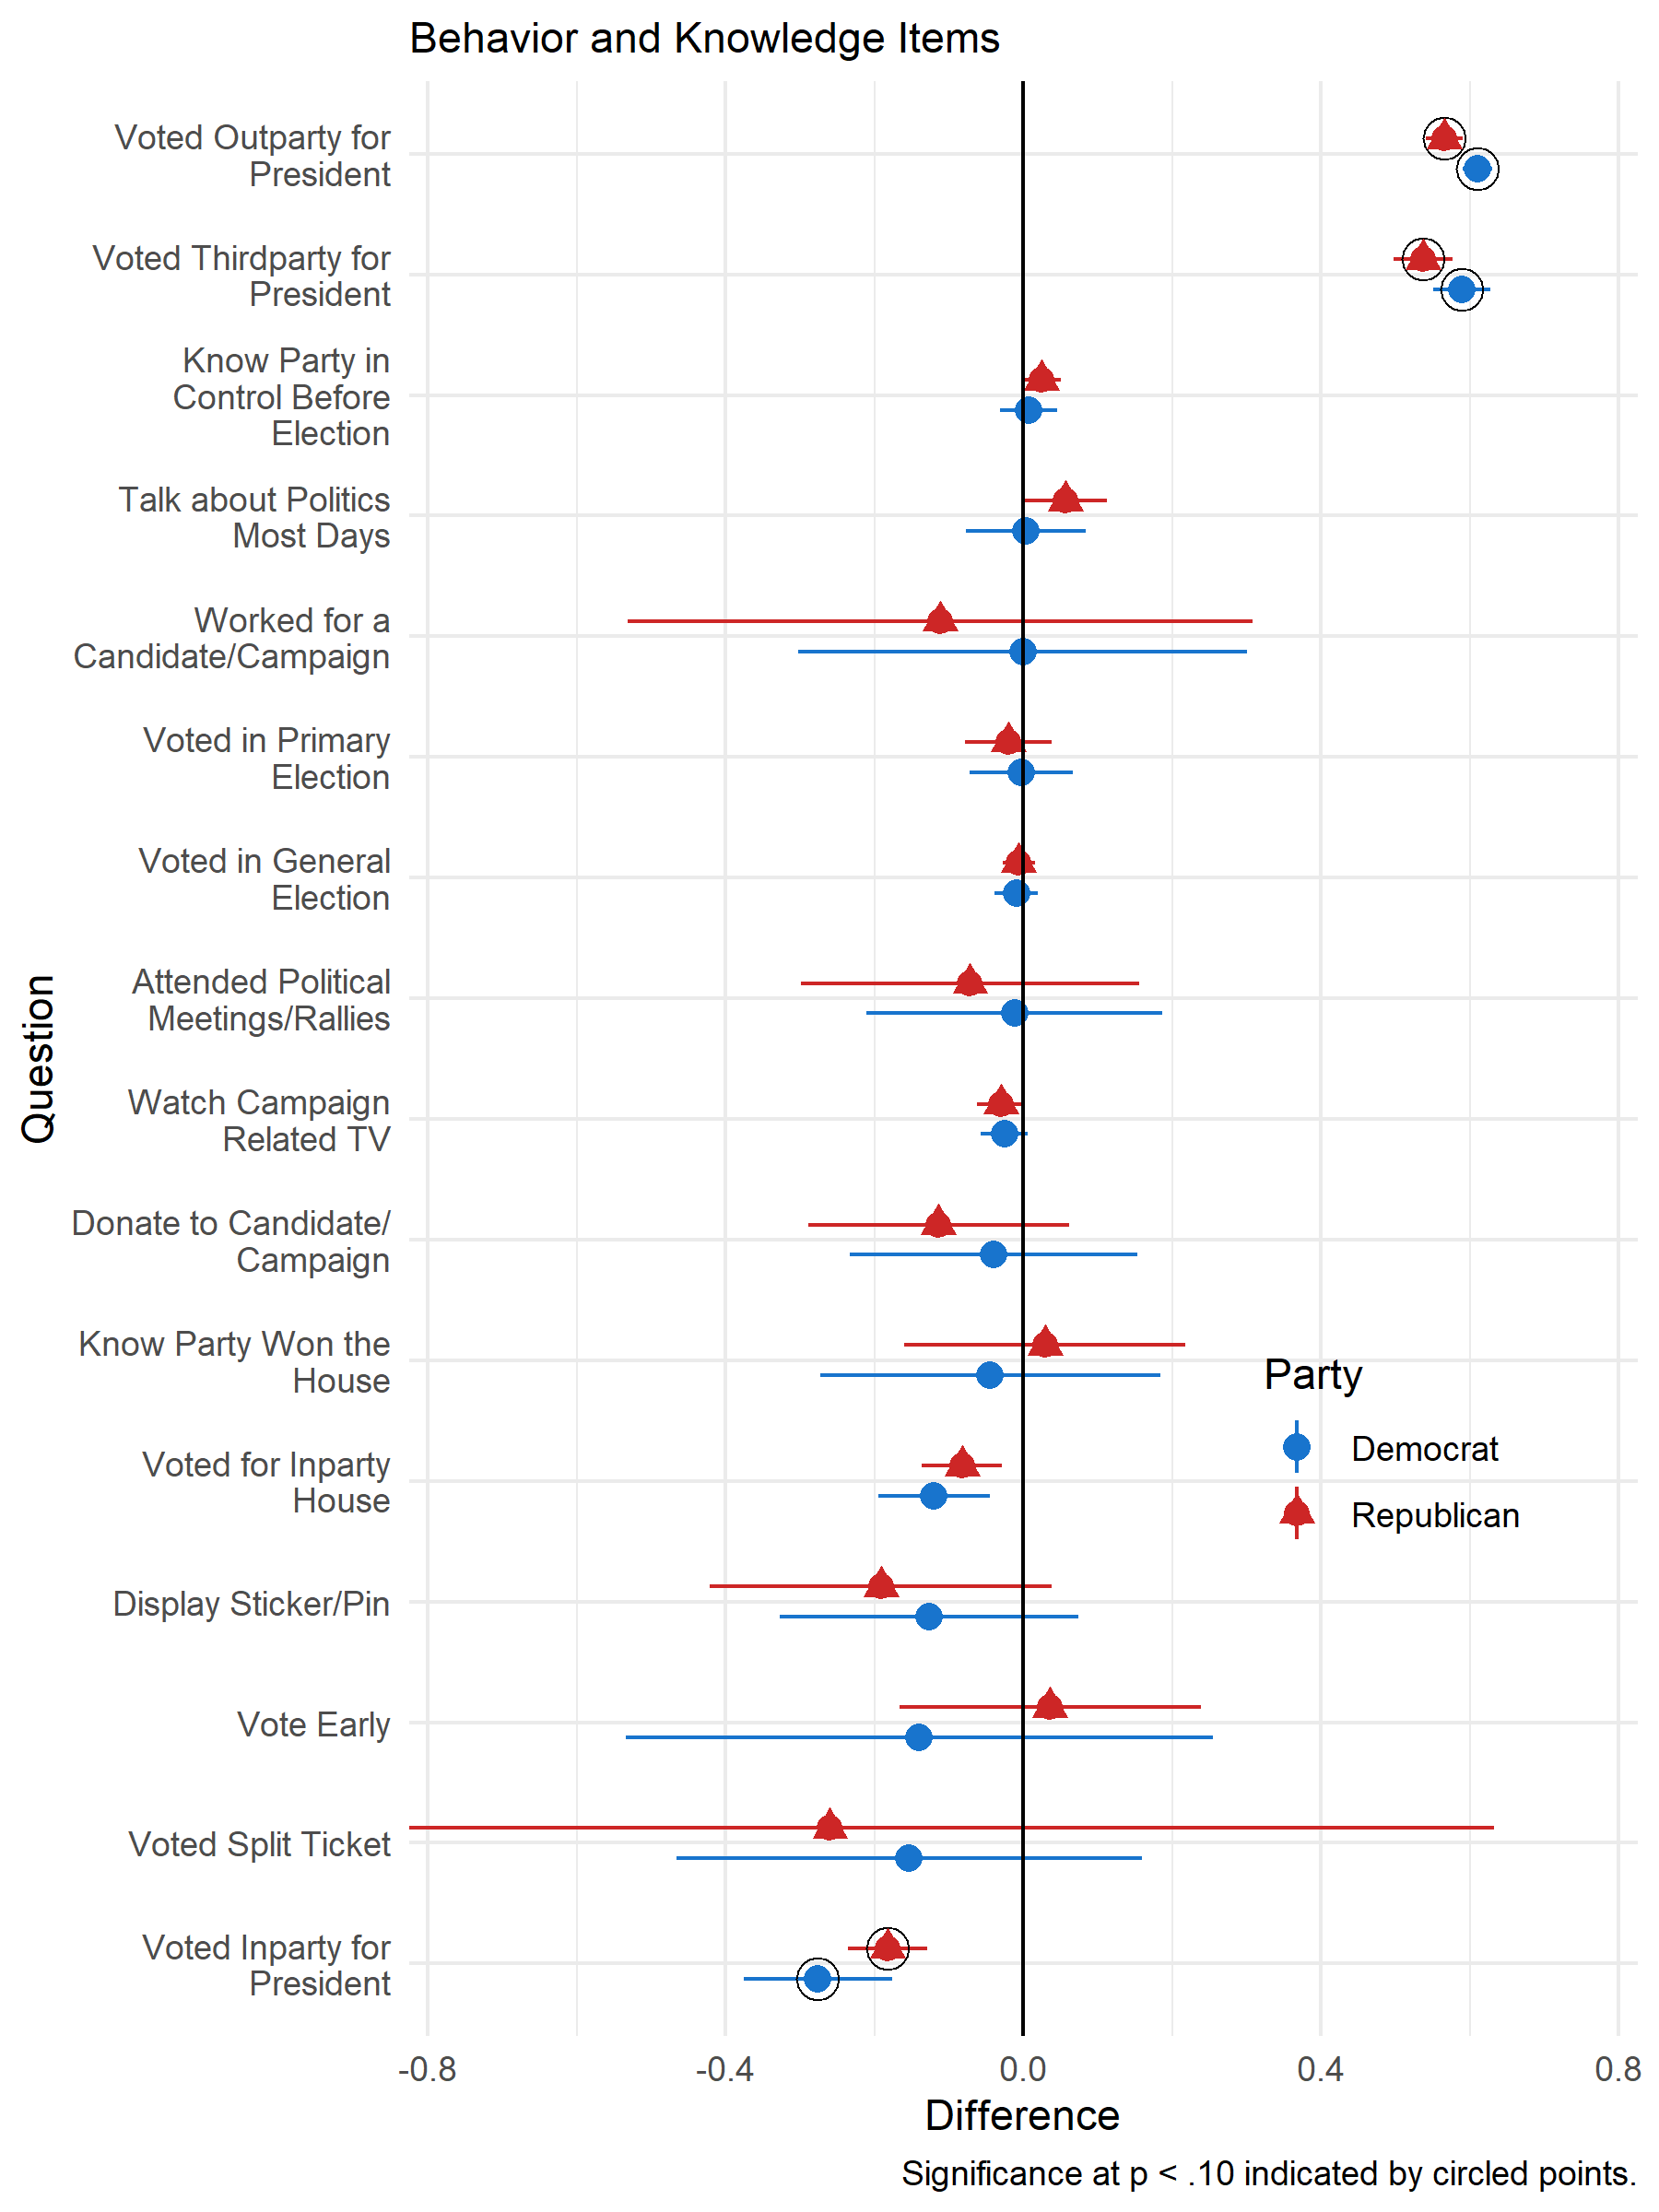 Behavior and Knowledge Items
Voted Outparty for
President
Voted Thirdparty for
President
Know Party in
Control Before
Election
Talk about Politics
Most Days
Worked for a
Candidate/Campaign
Voted in Primary
Election
Voted in General
Election
Attended Political
Meetings/Rallies
Watch Campaign
Related TV
Donate to Candidate/
Campaign
Know Party Won the
House
Voted for Inparty
House
Display Sticker/Pin
Vote Early
Voted Split Ticket
Voted Inparty for
President
Question
Party
Democrat
Republican
-0.8
-0.4
0.0
0.4
0.8
Difference
Significance at p < .10 indicated by circled points.